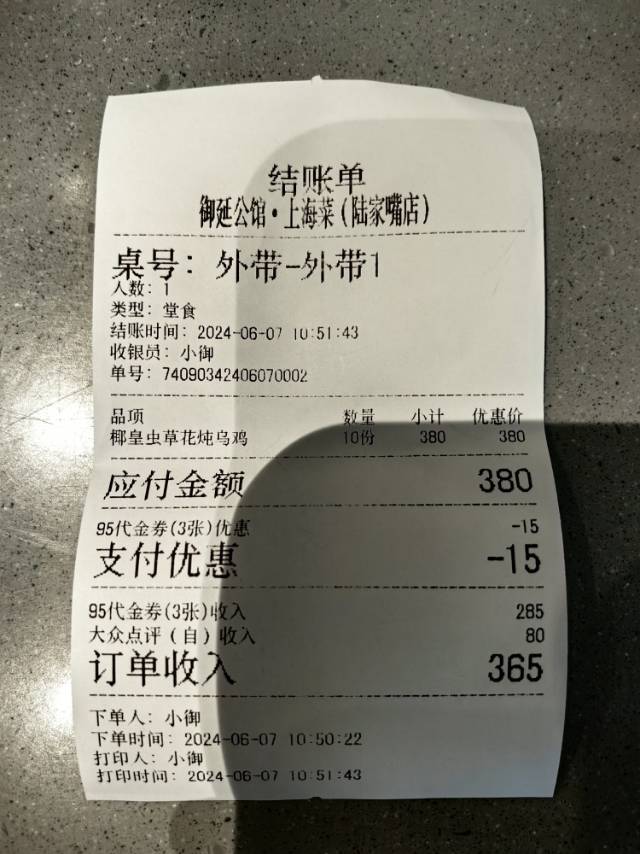 结账单
御延公馆·上海菜(陆家嘴店)
桌号: 外带-外带1
人数: 1
类型: 堂食
结账时间: 2024-06-07 10:51:43
收银员: 小御
单号: 74090342406070002
品项 数量 小计 优惠价
椰皇虫草花炖乌鸡 10份 380 380
应付金额 380
95代金券(3张)优惠 -15
支付优惠 -15
95代金券(3张)收入 285
大众点评(自)收入 80
订单收入 365
下单人: 小御
下单时间: 2024-06-07 10:50:22
打印人: 小御
打印时间: 2024-06-07 10:51:43